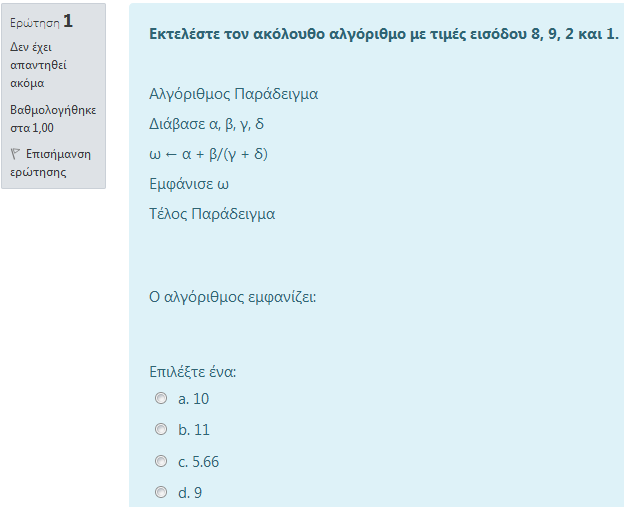 Ερώτηση 1
Δεν έχει
απαντηθεί
ακόμα
Βαθμολογήθηκε
στα 1,00
Επισήμανση
ερώτησης
Εκτελέστε τον ακόλουθο αλγόριθμο με τιμές εισόδου 8, 9, 2 και 1.
Αλγόριθμος Παράδειγμα
Διάβασε α, β, γ, δ
ω ← α + β/(γ + δ)
Εμφάνισε ω
Τέλος Παράδειγμα
Ο αλγόριθμος εμφανίζει:
Επιλέξτε ένα:
a. 10
b. 11
c. 5.66
d. 9